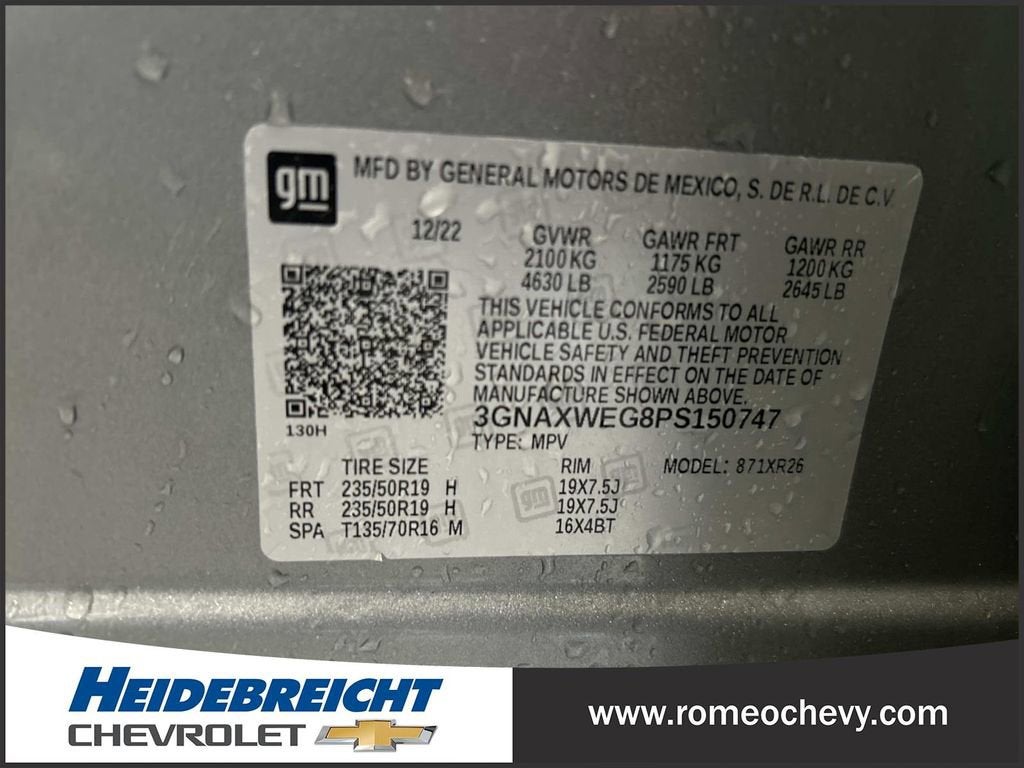 gm MFD BY GENERAL MOTORS DE MEXICO, S. DE R.L. DE C.V.
12/22 GVWR GAWR FRT GAWR RR
2100 KG 1175 KG 1200 KG
4630 LB 2590 LB 2645 LB
THIS VEHICLE CONFORMS TO ALL
APPLICABLE U.S. FEDERAL MOTOR
VEHICLE SAFETY AND THEFT PREVENTION
STANDARDS IN EFFECT ON THE DATE OF
MANUFACTURE SHOWN ABOVE.
3GNAXWEG8PS150747
130H TYPE: MPV
TIRE SIZE RIM MODEL: 871XR26
FRT 235/50R19 H 19X7.5J
RR 235/50R19 H 19X7.5J
SPA T135/70R16 M 16X4BT
gm
HEIDEBREICHT
CHEVROLET
www.romeochevy.com